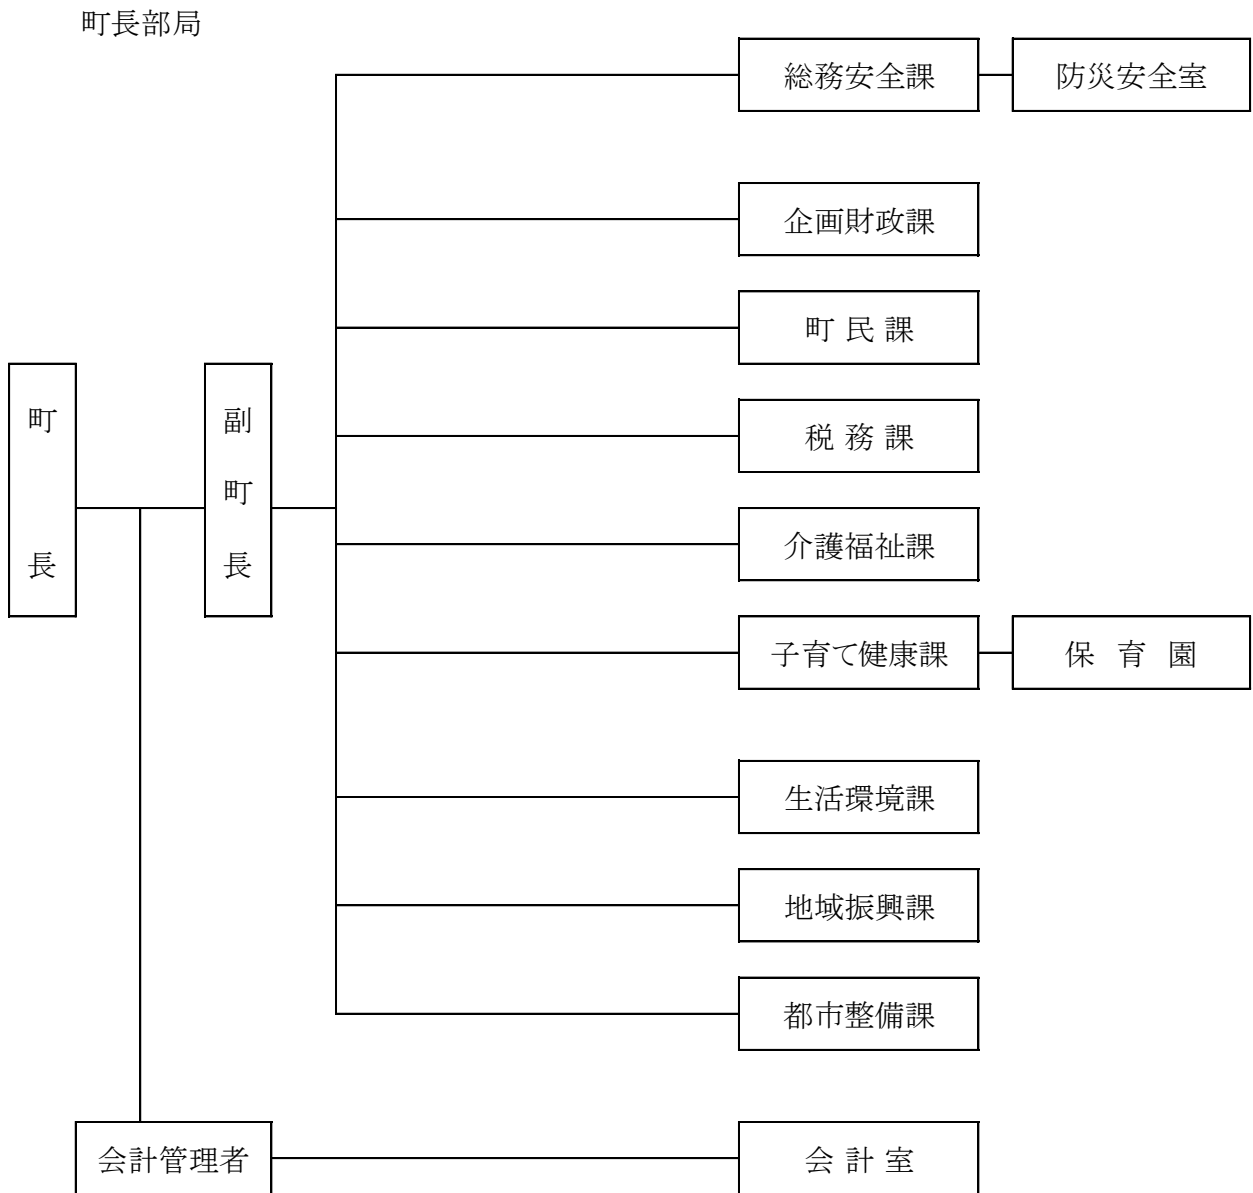 町長部局
総務安全課 防災安全室
企画財政課
町 民 課
税 務 課
町長
副町長
介護福祉課
子育て健康課 保 育 園
生活環境課
地域振興課
都市整備課
会計管理者 会 計 室